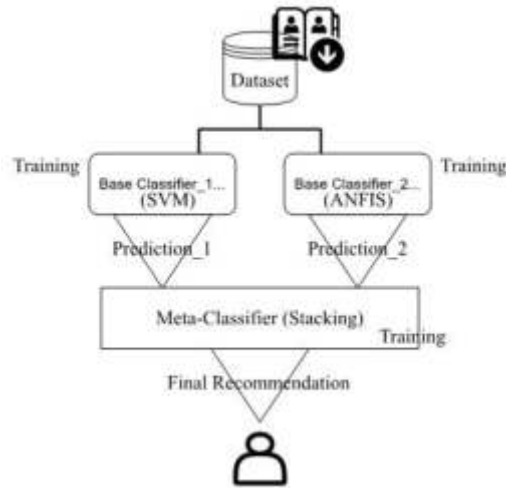 Dataset
Training
Training
Base Classifier_1...
(SVM)
Base Classifier_2...
(ANFIS)
Prediction_1
Prediction_2
Meta-Classifier (Stacking)
Training
Final Recommendation